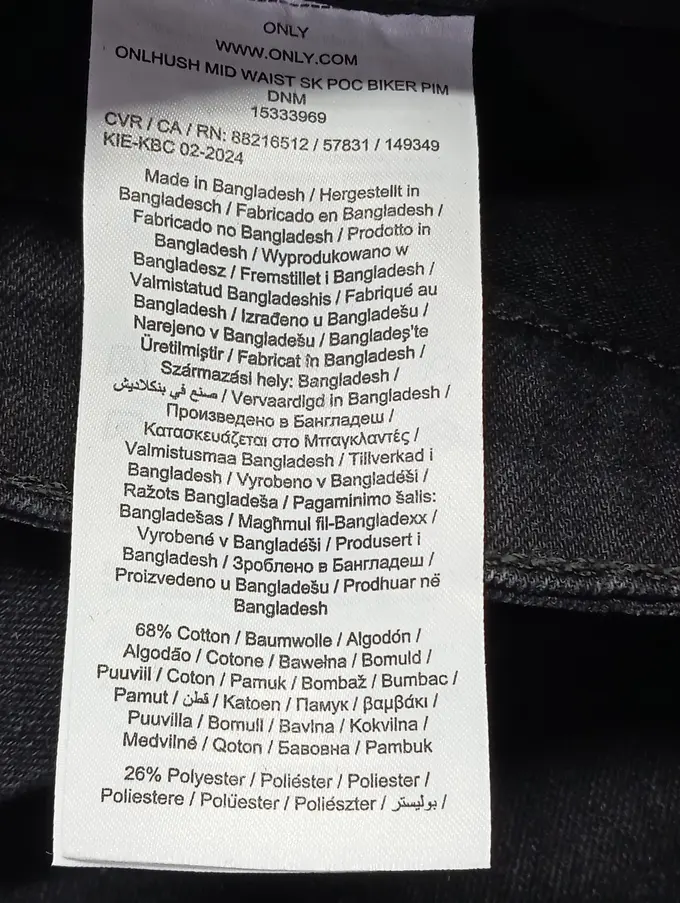 ONLY
WWW.ONLY.COM
ONLHUSH MID WAIST SK POC BIKER PIM
DNM
15333969
CVR / CA / RN: 88216512 / 57831 / 149349
KIE-KBC 02-2024
Made in Bangladesh / Hergestellt in
Bangladesch / Fabricado en Bangladesh /
Fabricado no Bangladesh / Prodotto in
Bangladesh / Wyprodukowano w
Bangladesz / Fremstillet i Bangladesh /
Valmistatud Bangladeshis / Fabriqué au
Bangladesh / Izrađeno u Bangladešu /
Narejeno v Bangladešu / Bangladeş'te
Üretilmiştir / Fabricat în Bangladesh /
Származási hely: Bangladesh /
صنع في بنكلاديش / Vervaardigd in Bangladesh /
Произведено в Бангладеш /
Κατασκευάζεται στο Μπαγκλαντές /
Valmistusmaa Bangladesh / Tillverkad i
Bangladesh / Vyrobeno v Bangladéši /
Ražots Bangladeša / Pagaminimo šalis:
Bangladešas / Magħmul fil-Bangladexx /
Vyrobené v Bangladéši / Produsert i
Bangladesh / Зроблено в Бангладеш /
Proizvedeno u Bangladešu / Prodhuar në
Bangladesh
68% Cotton / Baumwolle / Algodón /
Algodão / Cotone / Bawełna / Bomuld /
Puuviil / Coton / Pamuk / Bombaž / Bumbac /
Pamut / قطن / Katoen / Памук / βαμβάκι /
Puuvilla / Bomull / Bavlna / Kokvilna /
Medvilnė / Qoton / Бавовна / Pambuk
26% Polyester / Poliéster / Poliester /
Poliestere / Polüester / Poliészter / بوليستر /